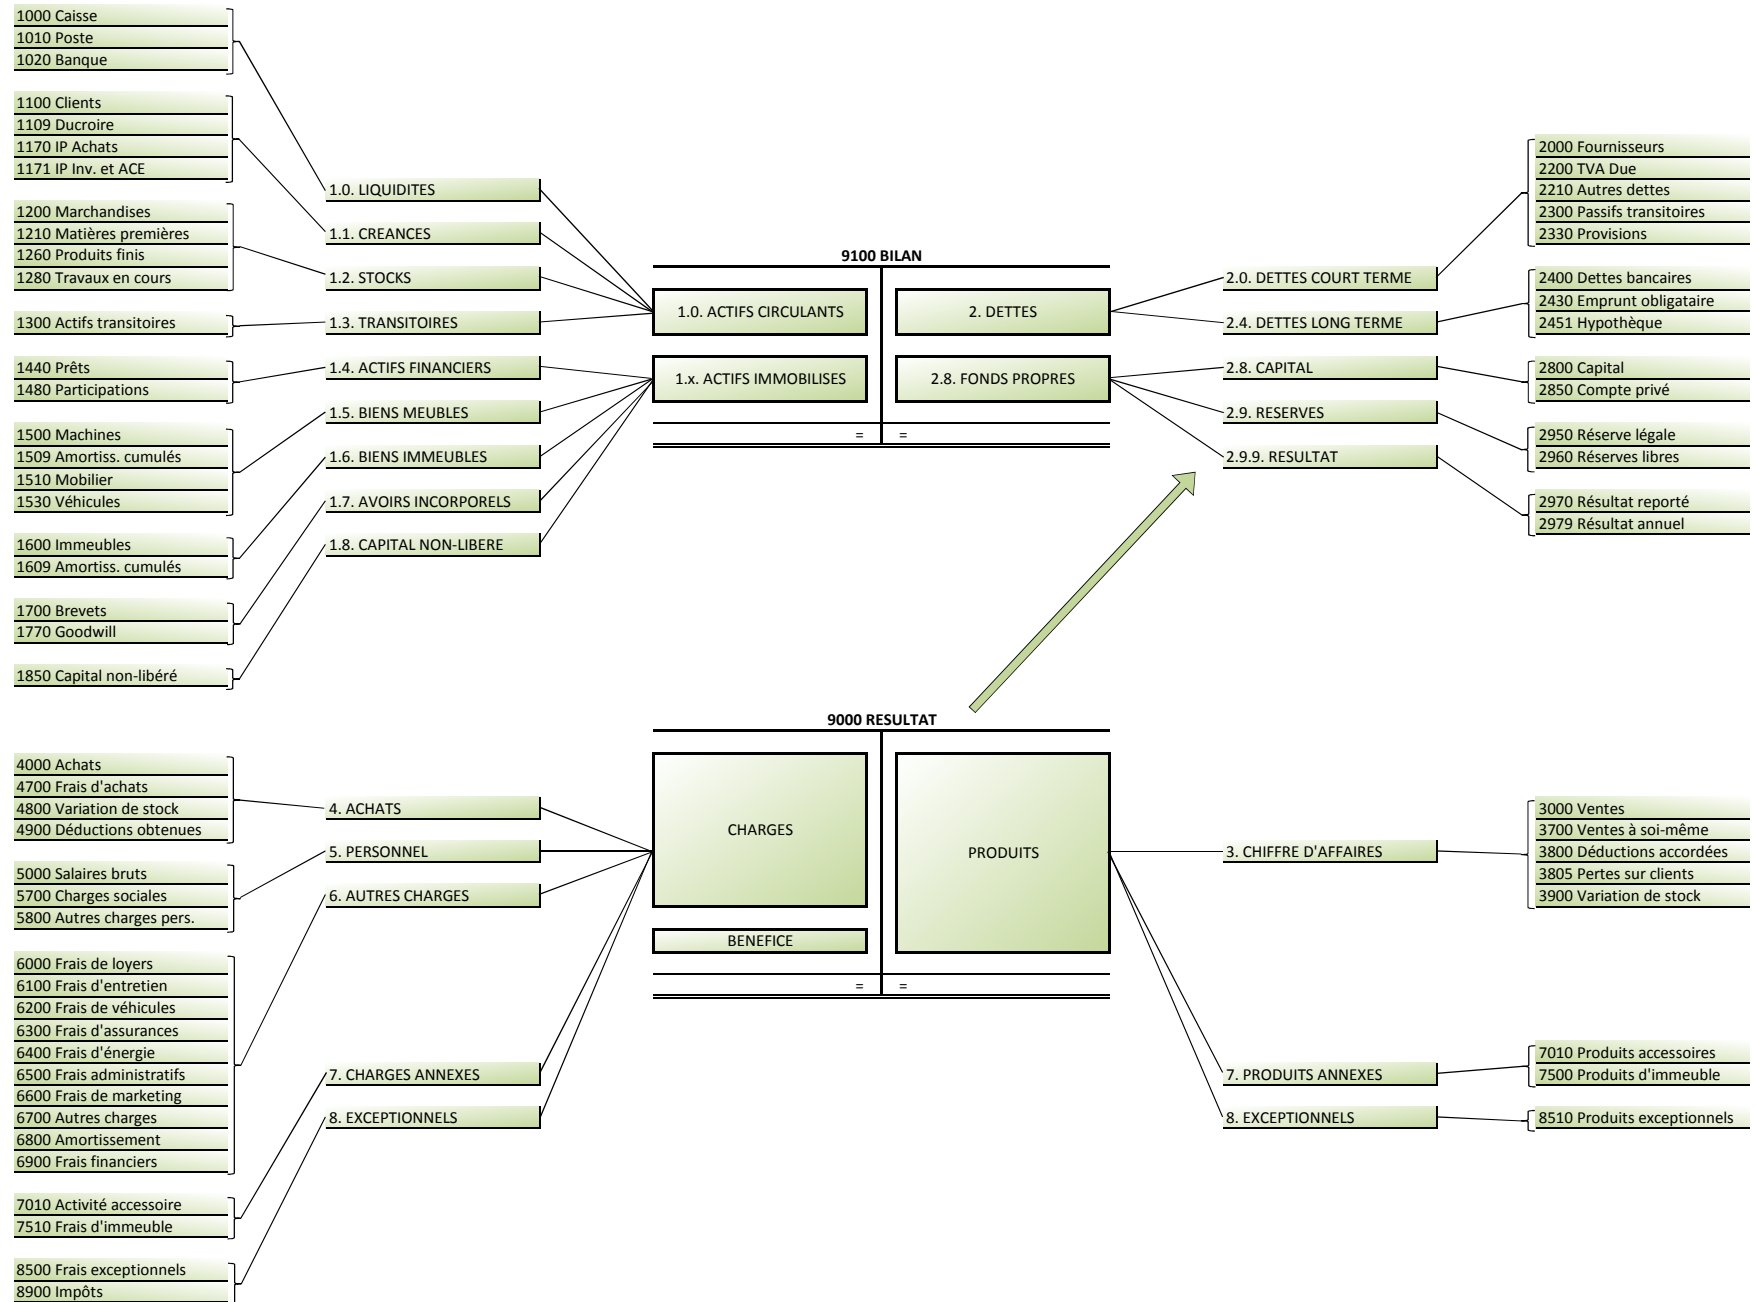 1000 Caisse
1010 Poste
1020 Banque
1100 Clients
1109 Ducroire
1170 IP Achats
1171 IP Inv. et ACE
1200 Marchandises
1210 Matières premières
1260 Produits finis
1280 Travaux en cours
1300 Actifs transitoires
1440 Prêts
1480 Participations
1500 Machines
1509 Amortiss. cumulés
1510 Mobilier
1530 Véhicules
1600 Immeubles
1609 Amortiss. cumulés
1700 Brevets
1770 Goodwill
1850 Capital non-libéré
1.0. LIQUIDITES
1.1. CREANCES
1.2. STOCKS
1.3. TRANSITOIRES
1.4. ACTIFS FINANCIERS
1.5. BIENS MEUBLES
1.6. BIENS IMMEUBLES
1.7. AVOIRS INCORPORELS
1.8. CAPITAL NON-LIBERE
9100 BILAN
1.0. ACTIFS CIRCULANTS
2. DETTES
1.x. ACTIFS IMMOBILISES
2.8. FONDS PROPRES
= =
2.0. DETTES COURT TERME
2.4. DETTES LONG TERME
2.8. CAPITAL
2.9. RESERVES
2.9.9. RESULTAT
2000 Fournisseurs
2200 TVA Due
2210 Autres dettes
2300 Passifs transitoires
2330 Provisions
2400 Dettes bancaires
2430 Emprunt obligataire
2451 Hypothèque
2800 Capital
2850 Compte privé
2950 Réserve légale
2960 Réserves libres
2970 Résultat reporté
2979 Résultat annuel
4000 Achats
4700 Frais d'achats
4800 Variation de stock
4900 Déductions obtenues
5000 Salaires bruts
5700 Charges sociales
5800 Autres charges pers.
6000 Frais de loyers
6100 Frais d'entretien
6200 Frais de véhicules
6300 Frais d'assurances
6400 Frais d'énergie
6500 Frais administratifs
6600 Frais de marketing
6700 Autres charges
6800 Amortissement
6900 Frais financiers
7010 Activité accessoire
7510 Frais d'immeuble
8500 Frais exceptionnels
8900 Impôts
4. ACHATS
5. PERSONNEL
6. AUTRES CHARGES
7. CHARGES ANNEXES
8. EXCEPTIONNELS
9000 RESULTAT
CHARGES
PRODUITS
BENEFICE
= =
3. CHIFFRE D'AFFAIRES
7. PRODUITS ANNEXES
8. EXCEPTIONNELS
3000 Ventes
3700 Ventes à soi-même
3800 Déductions accordées
3805 Pertes sur clients
3900 Variation de stock
7010 Produits accessoires
7500 Produits d'immeuble
8510 Produits exceptionnels